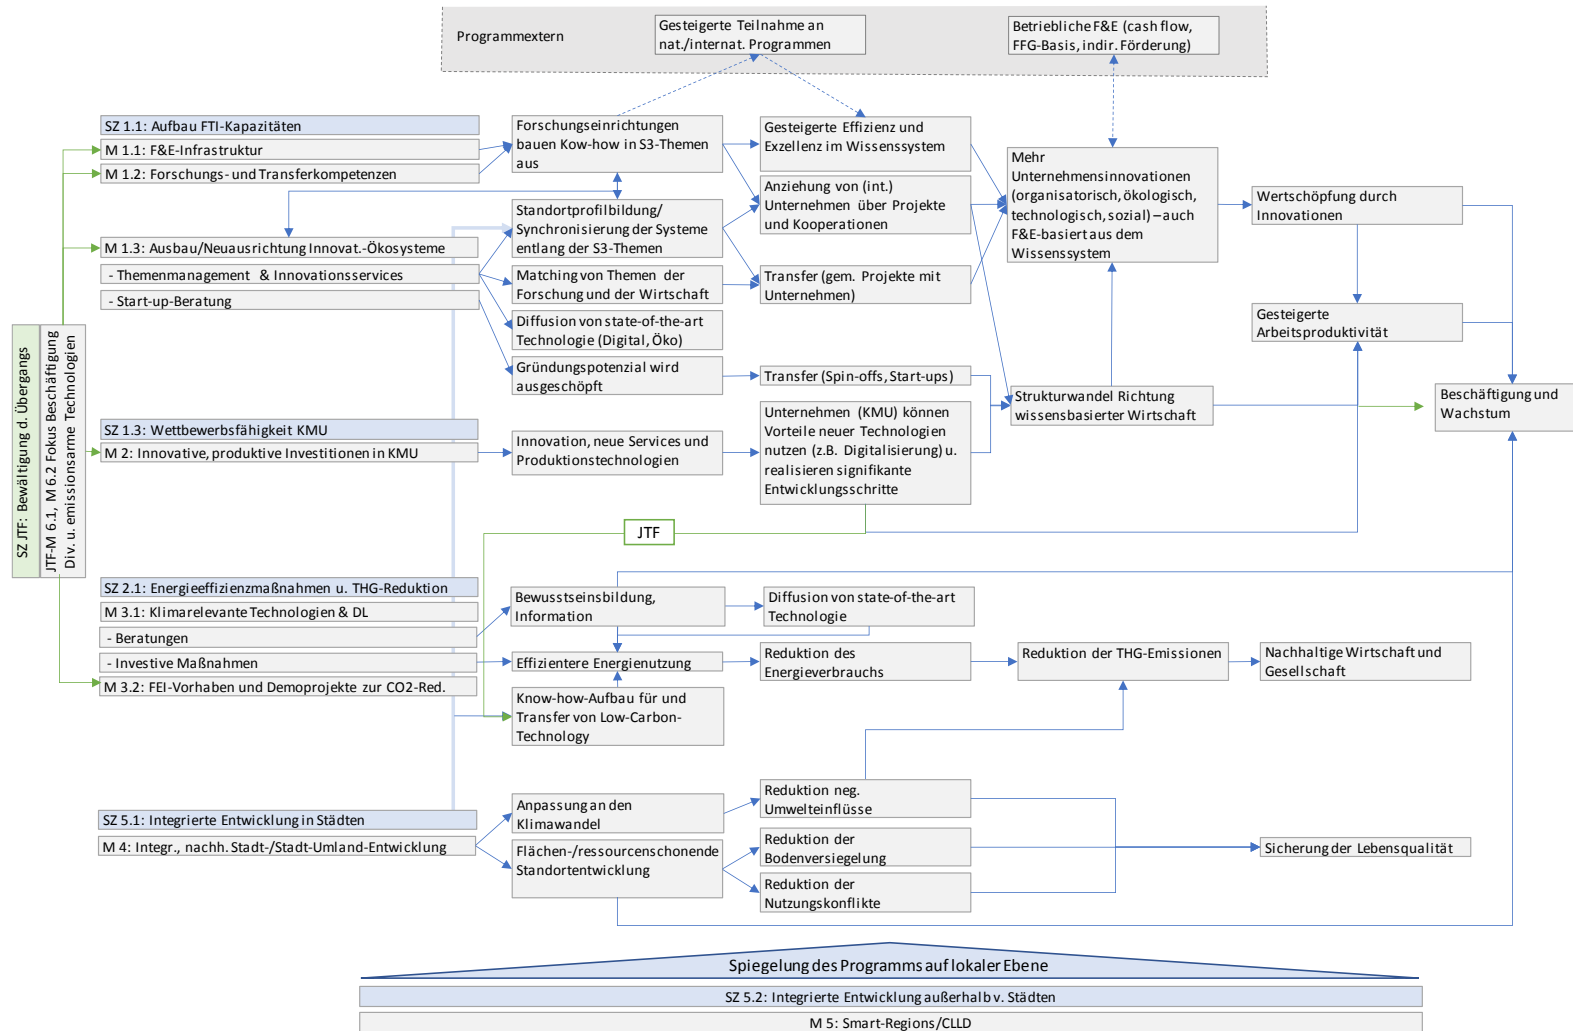 Programmextern
Gesteigerte Teilnahme an
nat./internat. Programmen
Betriebliche F&E (cash flow,
FFG-Basis, indir. Förderung)
SZ 1.1: Aufbau FTI-Kapazitäten
M 1.1: F&E-Infrastruktur
M 1.2: Forschungs- und Transferkompetenzen
M 1.3: Ausbau/Neuausrichtung Innovat.-Ökosysteme
- Themenmanagement & Innovationsservices
- Start-up-Beratung
Forschungseinrichtungen
bauen Kow-how in S3-Themen
aus
Standortprofilbildung/
Synchronisierung der Systeme
entlang der S3-Themen
Matching von Themen der
Forschung und der Wirtschaft
Diffusion von state-of-the-art
Technologie (Digital, Öko)
Gründungspotenzial wird
ausgeschöpft
Gesteigerte Effizienz und
Exzellenz im Wissenssystem
Anziehung von (int.)
Unternehmen über Projekte
und Kooperationen
Transfer (gem. Projekte mit
Unternehmen)
Transfer (Spin-offs, Start-ups)
Mehr
Unternehmensinnovationen
(organisatorisch, ökologisch,
technologisch, sozial) – auch
F&E-basiert aus dem
Wissenssystem
Wertschöpfung durch
Innovationen
Gesteigerte
Arbeitsproduktivität
Strukturwandel Richtung
wissensbasierter Wirtschaft
Beschäftigung und
Wachstum
SZ JTF: Bewältigung d. Übergangs
JTF-M 6.1, M 6.2 Fokus Beschäftigung
Div. u. emissionsarme Technologien
SZ 1.3: Wettbewerbsfähigkeit KMU
M 2: Innovative, produktive Investitionen in KMU
Innovation, neue Services und
Produktionstechnologien
Unternehmen (KMU) können
Vorteile neuer Technologien
nutzen (z.B. Digitalisierung) u.
realisieren signifikante
Entwicklungsschritte
JTF
SZ 2.1: Energieeffizienzmaßnahmen u. THG-Reduktion
M 3.1: Klimarelevante Technologien & DL
- Beratungen
- Investive Maßnahmen
M 3.2: FEI-Vorhaben und Demoprojekte zur CO2-Red.
Bewusstseinsbildung,
Information
Diffusion von state-of-the-art
Technologie
Effizientere Energienutzung
Reduktion des
Energieverbrauchs
Reduktion der THG-Emissionen
Nachhaltige Wirtschaft und
Gesellschaft
Know-how-Aufbau für und
Transfer von Low-Carbon-
Technology
SZ 5.1: Integrierte Entwicklung in Städten
M 4: Integr., nachh. Stadt-/Stadt-Umland-Entwicklung
Anpassung an den
Klimawandel
Flächen-/ressourcenschonende
Standortentwicklung
Reduktion neg.
Umwelteinflüsse
Reduktion der
Bodenversiegelung
Reduktion der
Nutzungskonflikte
Sicherung der Lebensqualität
Spiegelung des Programms auf lokaler Ebene
SZ 5.2: Integrierte Entwicklung außerhalb v. Städten
M 5: Smart-Regions/CLLD